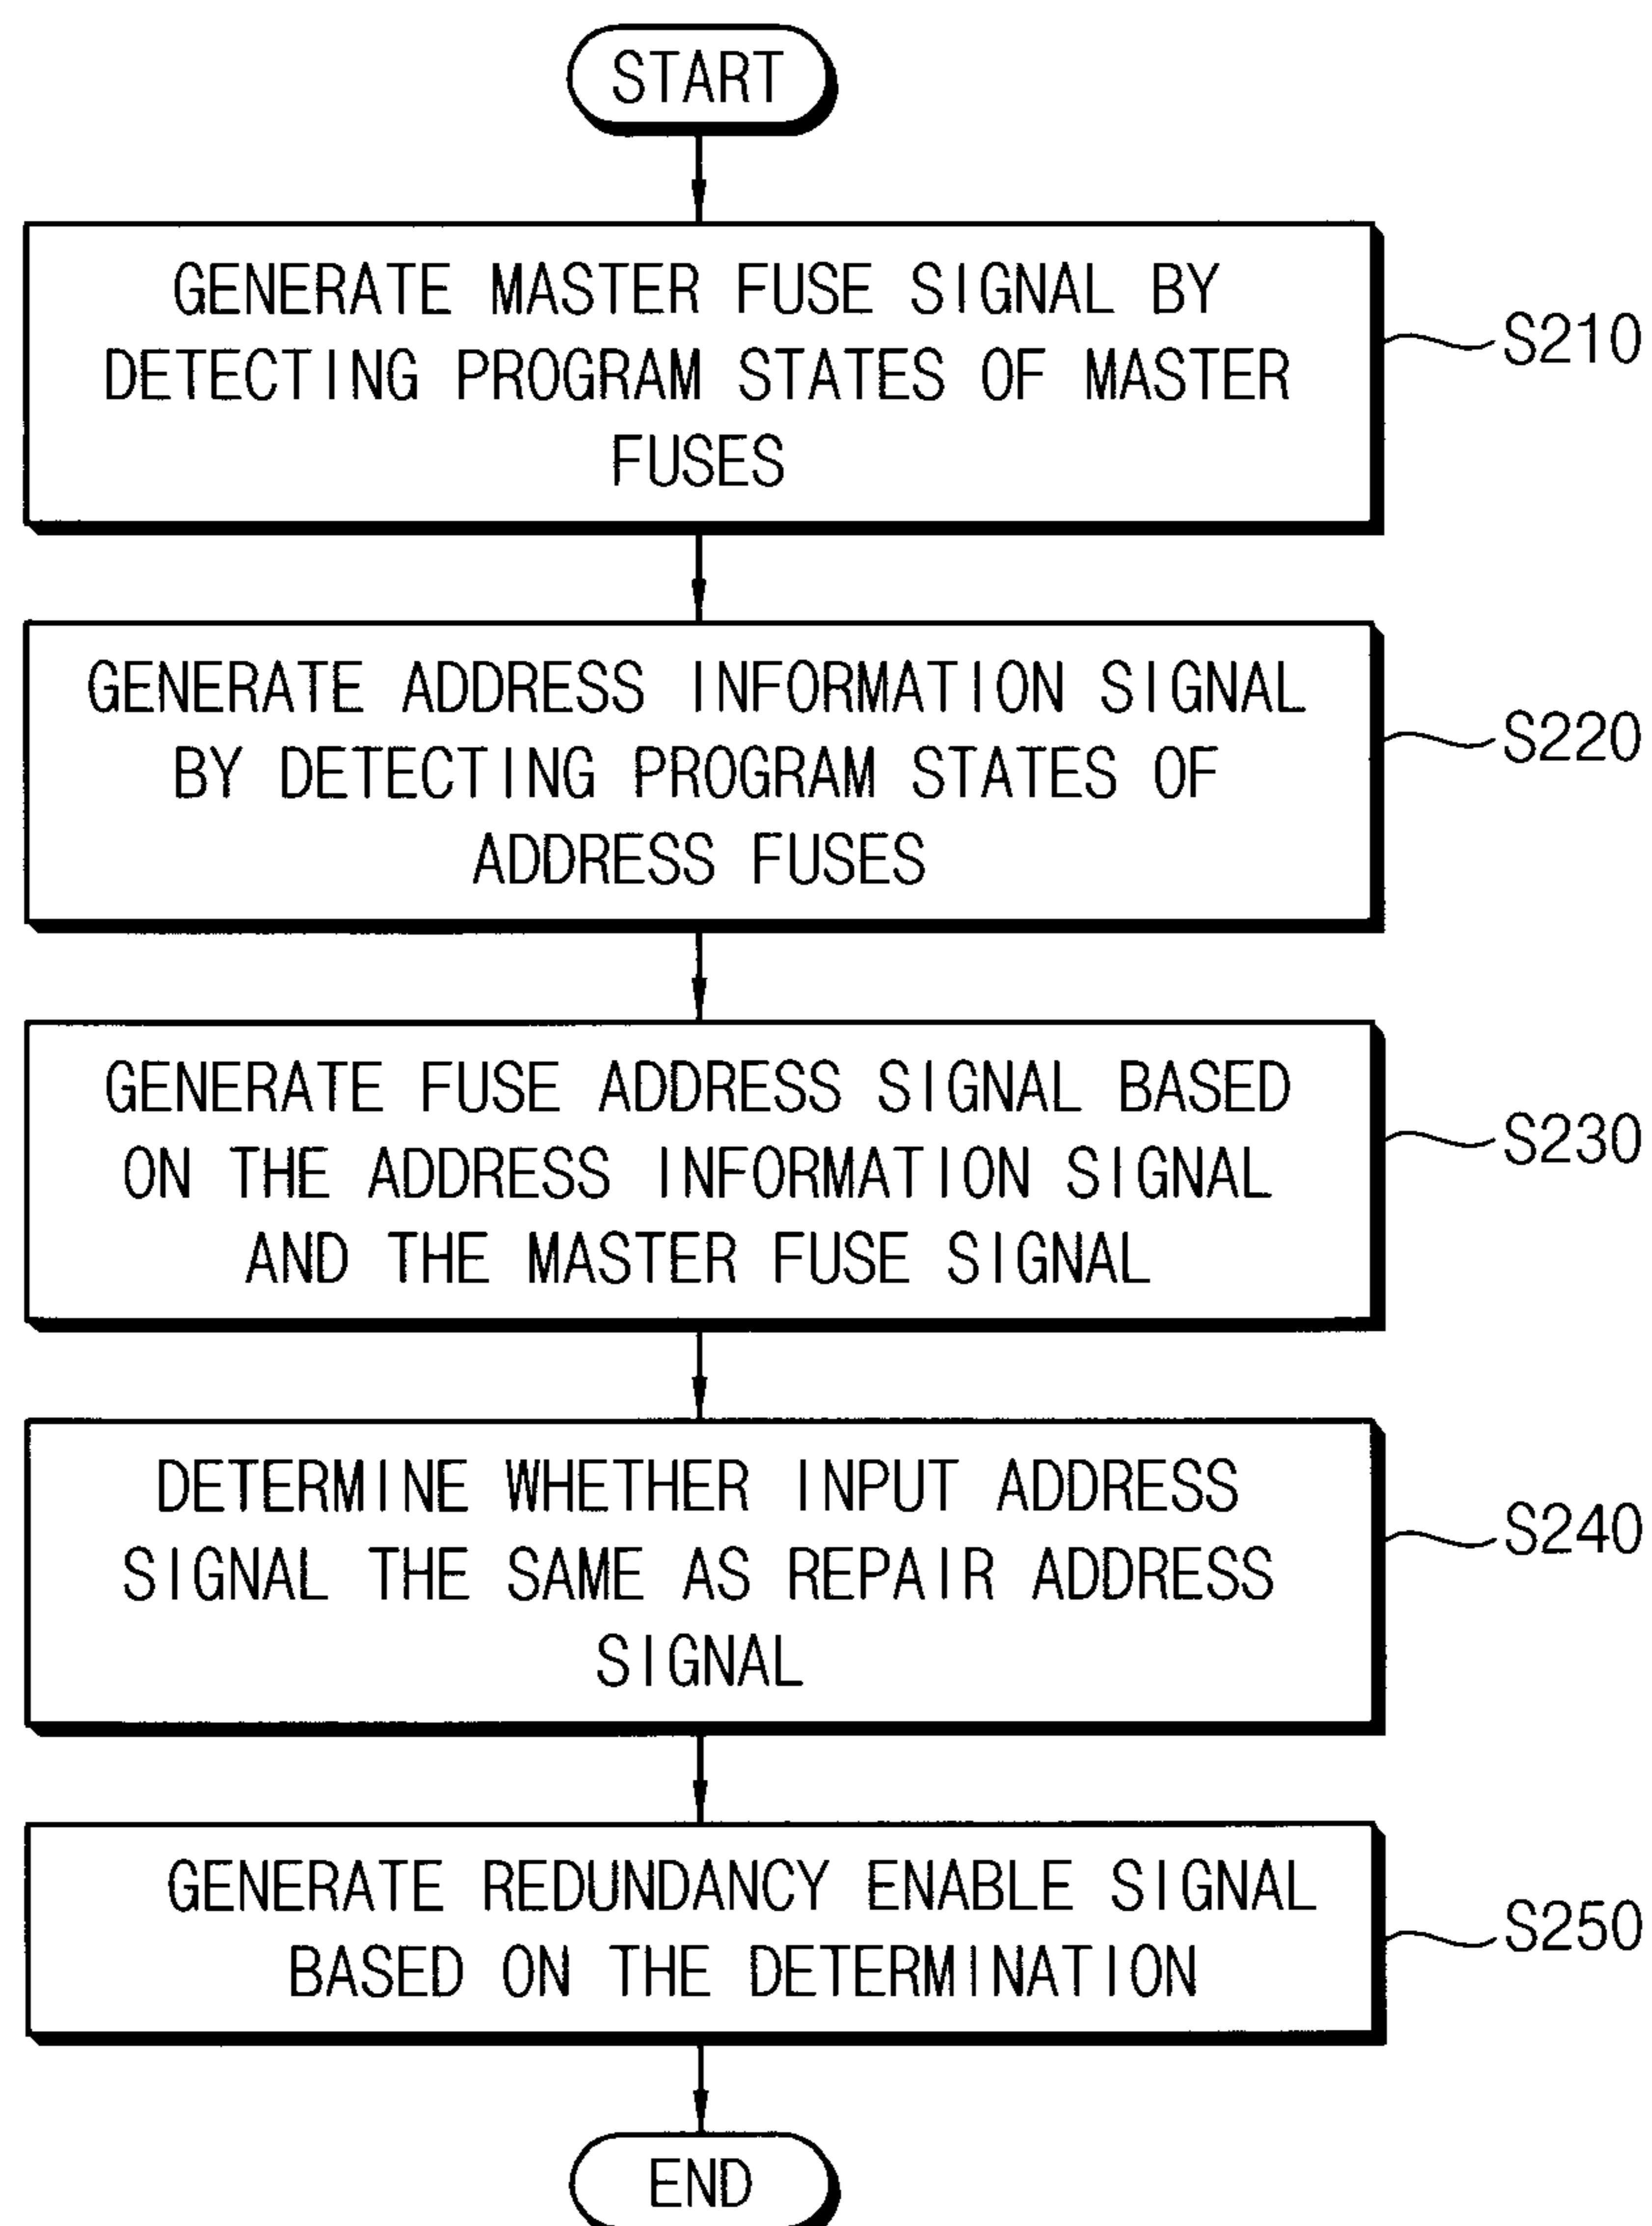 START
GENERATE MASTER FUSE SIGNAL BY
DETECTING PROGRAM STATES OF MASTER
FUSES
S210
GENERATE ADDRESS INFORMATION SIGNAL
BY DETECTING PROGRAM STATES OF
ADDRESS FUSES
S220
GENERATE FUSE ADDRESS SIGNAL BASED
ON THE ADDRESS INFORMATION SIGNAL
AND THE MASTER FUSE SIGNAL
S230
DETERMINE WHETHER INPUT ADDRESS
SIGNAL THE SAME AS REPAIR ADDRESS
SIGNAL
S240
GENERATE REDUNDANCY ENABLE SIGNAL
BASED ON THE DETERMINATION
S250
END